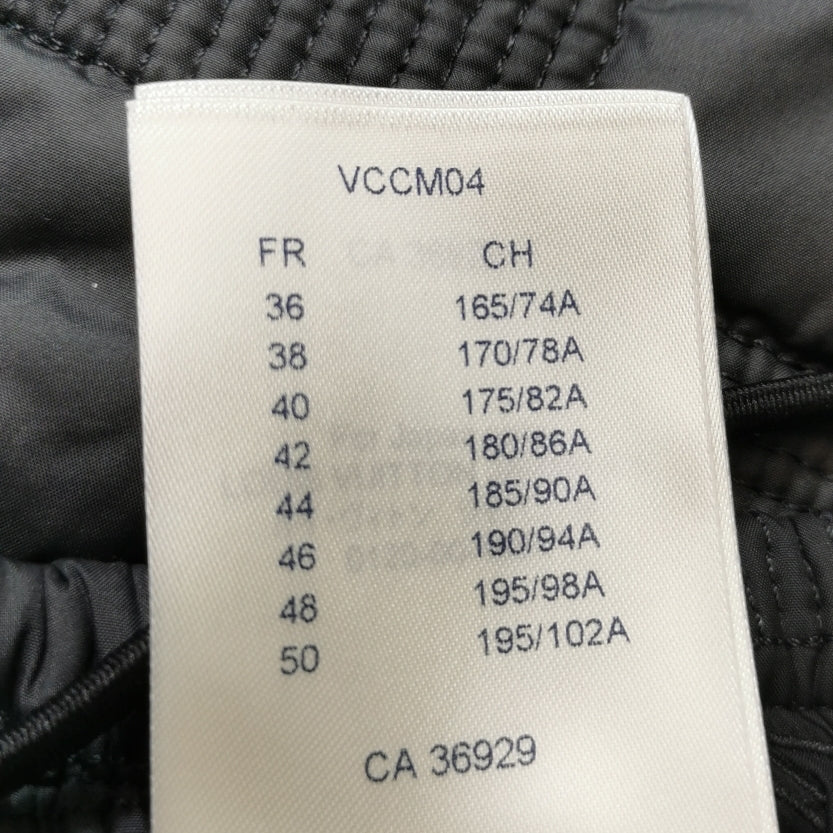 VCCM04
FR CH
36 165/74A
38 170/78A
40 175/82A
42 180/86A
44 185/90A
46 190/94A
48 195/98A
50 195/102A
CA 36929